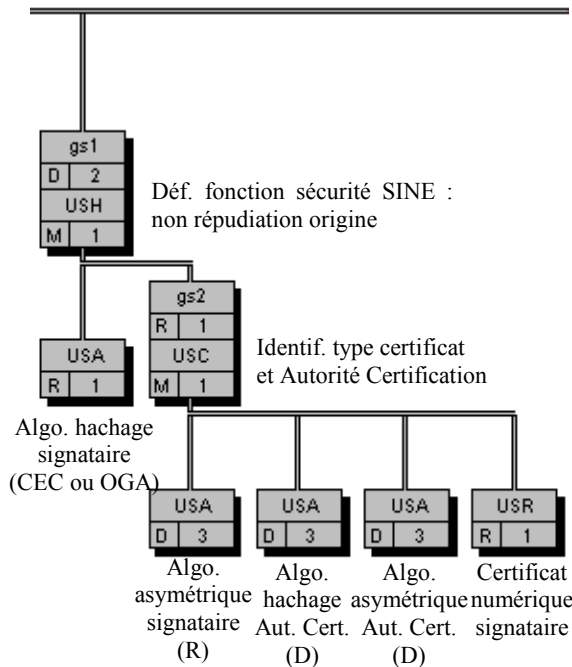 gs1
D 2
USH
M 1
Déf. fonction sécurité SINE :
non répudiation origine
gs2
R 1
USC
M 1
Identif. type certificat
et Autorité Certification
USA
R 1
Algo. hachage
signataire
(CEC ou OGA)
USA
D 3
Algo.
asymétrique
signataire
(R)
USA
D 3
Algo.
hachage
Aut. Cert.
(D)
USA
D 3
Algo.
asymétrique
Aut. Cert.
(D)
USR
R 1
Certificat
numérique
signataire